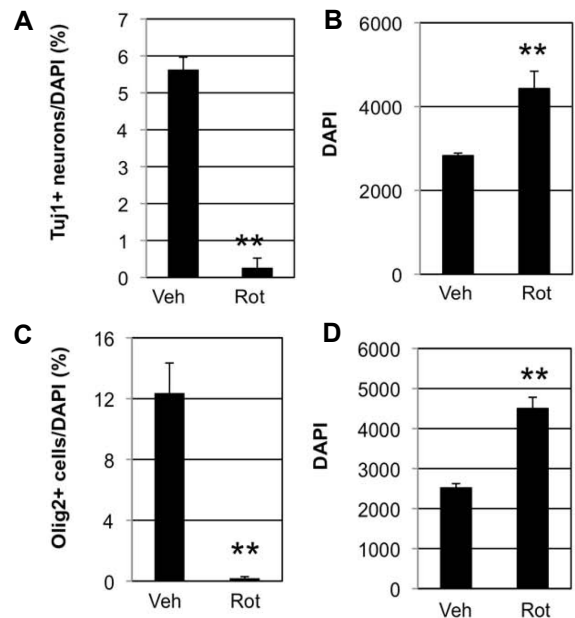 A
Tuj1+ neurons/DAPI (%)
7
6
5
4
3
2
1
0
**
Veh Rot
B
DAPI
6000
4000
2000
0
**
Veh Rot
C
Olig2+ cells/DAPI (%)
16
12
8
4
0
**
Veh Rot
D
DAPI
6000
5000
4000
3000
2000
1000
0
**
Veh Rot